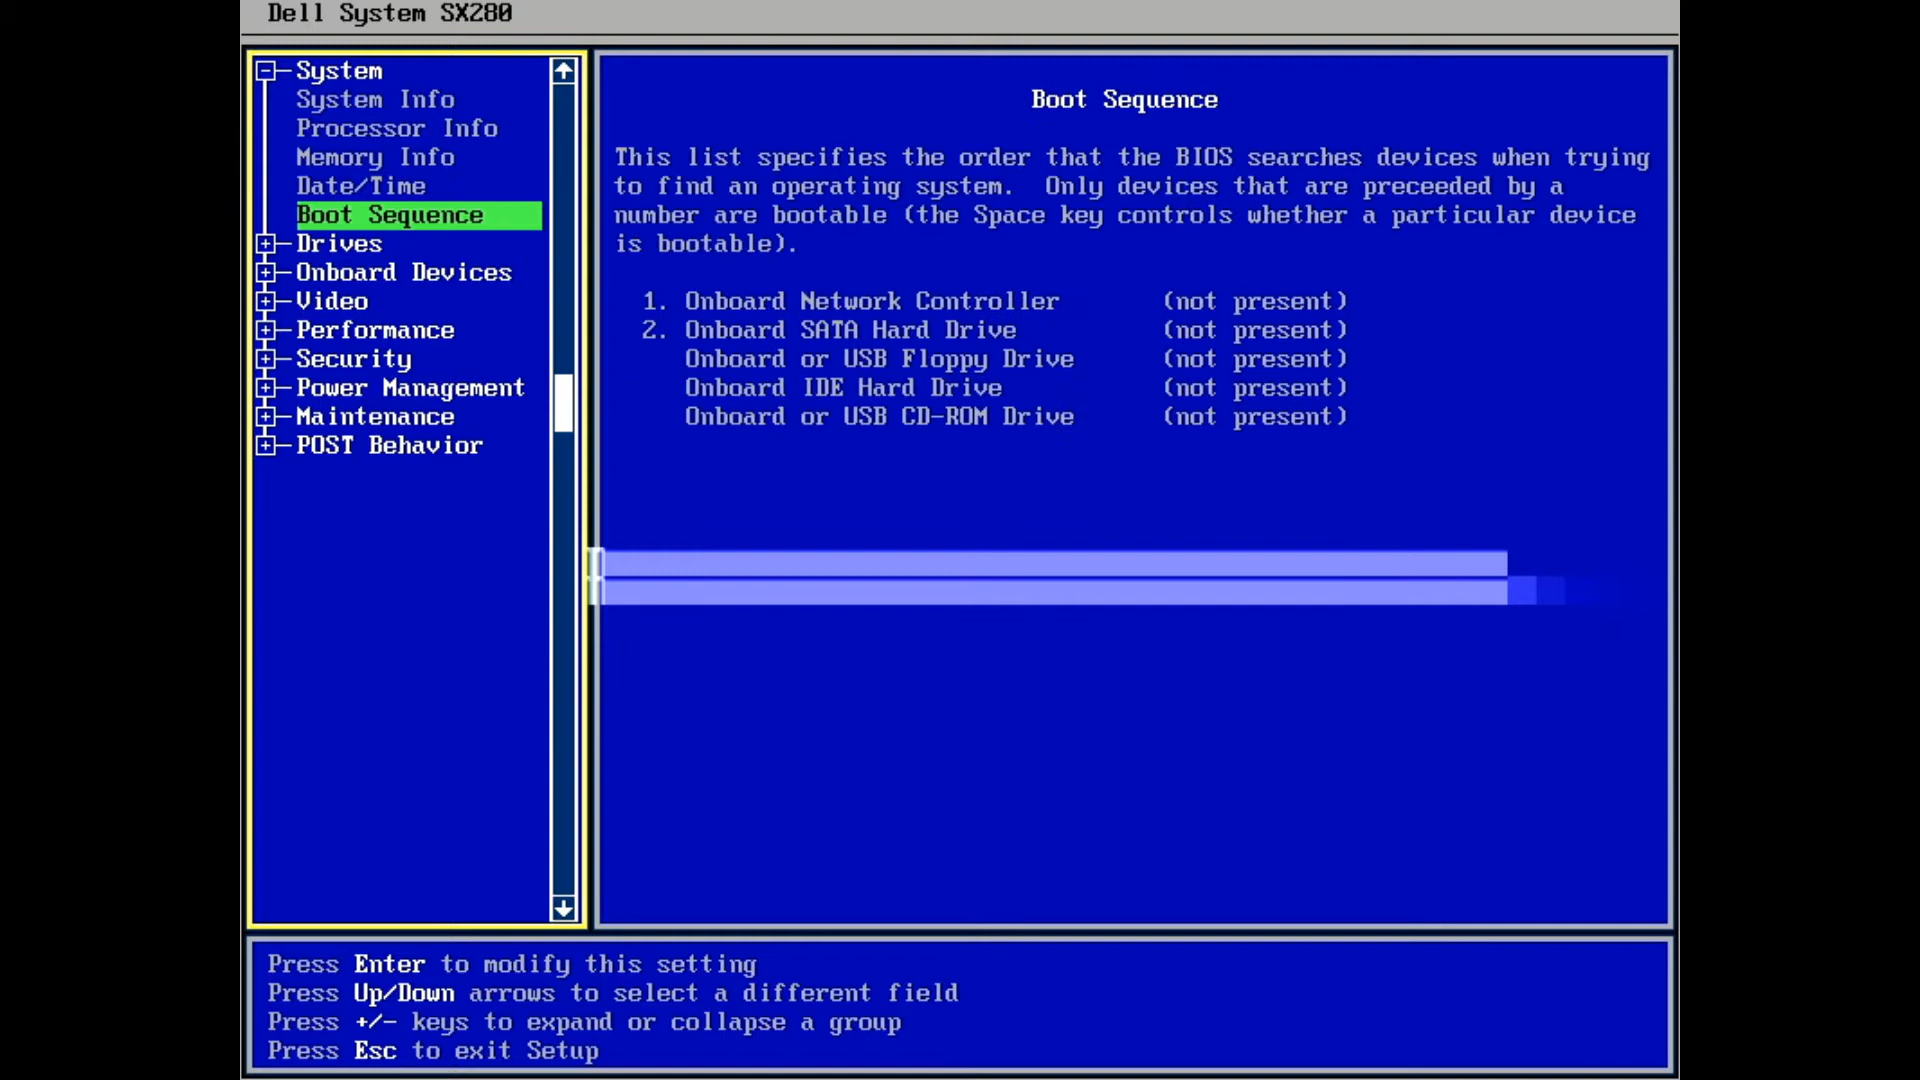 Dell System SX280
System
System Info
Processor Info
Memory Info
Date/Time
Boot Sequence
Drives
Onboard Devices
Video
Performance
Security
Power Management
Maintenance
POST Behavior
Boot Sequence
This list specifies the order that the BIOS searches devices when trying
to find an operating system.  Only devices that are preceeded by a
number are bootable (the Space key controls whether a particular device
is bootable).
1. Onboard Network Controller (not present)
2. Onboard SATA Hard Drive (not present)
Onboard or USB Floppy Drive (not present)
Onboard IDE Hard Drive (not present)
Onboard or USB CD-ROM Drive (not present)
Press Enter to modify this setting
Press Up/Down arrows to select a different field
Press +/- keys to expand or collapse a group
Press Esc to exit Setup